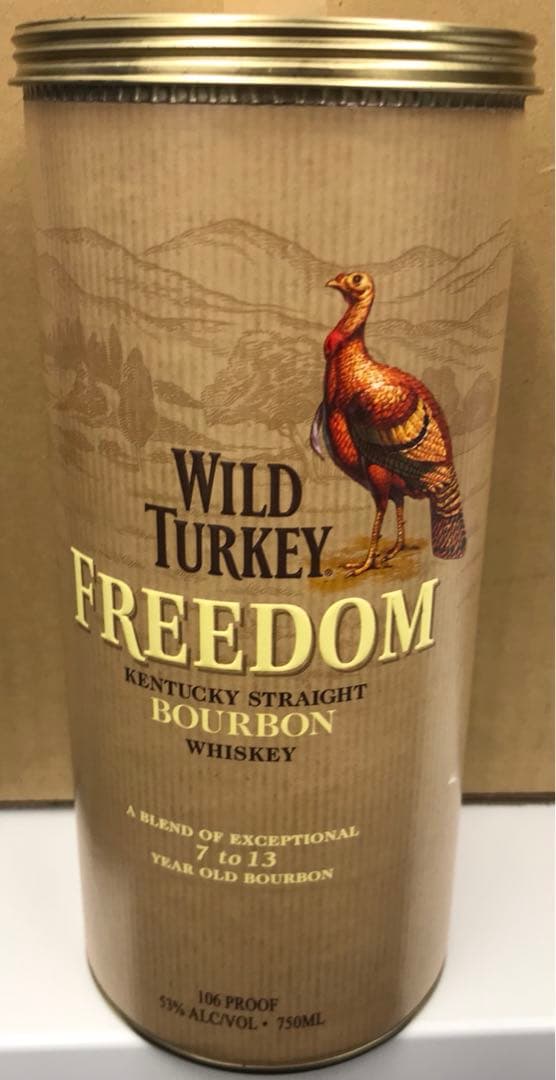 WILD
TURKEY®
FREEDOM
KENTUCKY STRAIGHT
BOURBON
WHISKEY
A BLEND OF EXCEPTIONAL
7 to 13
YEAR OLD BOURBON
106 PROOF
53% ALC/VOL • 750ML